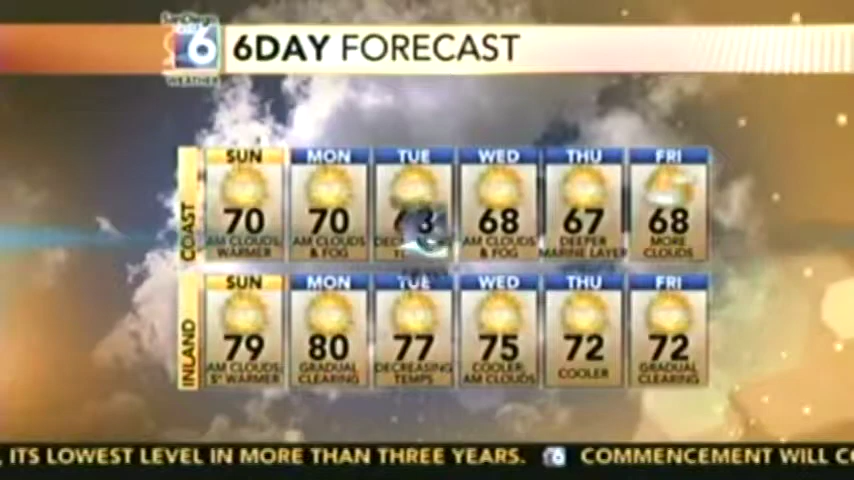 San Diego
6
WEATHER
6DAY FORECAST
COAST
SUN MON TUE WED THU FRI
70 70 68 67 68
AM CLOUDS, AM CLOUDS AM CLOUDS DEEPER MORE
WARMER & FOG & FOG MARINE LAYER CLOUDS
INLAND
SUN MON TUE WED THU FRI
79 80 77 75 72 72
AM CLOUDS, GRADUAL DECREASING COOLER, COOLER GRADUAL
5° WARMER CLEARING TEMPS AM CLOUDS CLEARING
, ITS LOWEST LEVEL IN MORE THAN THREE YEARS. 6 COMMENCEMENT WILL